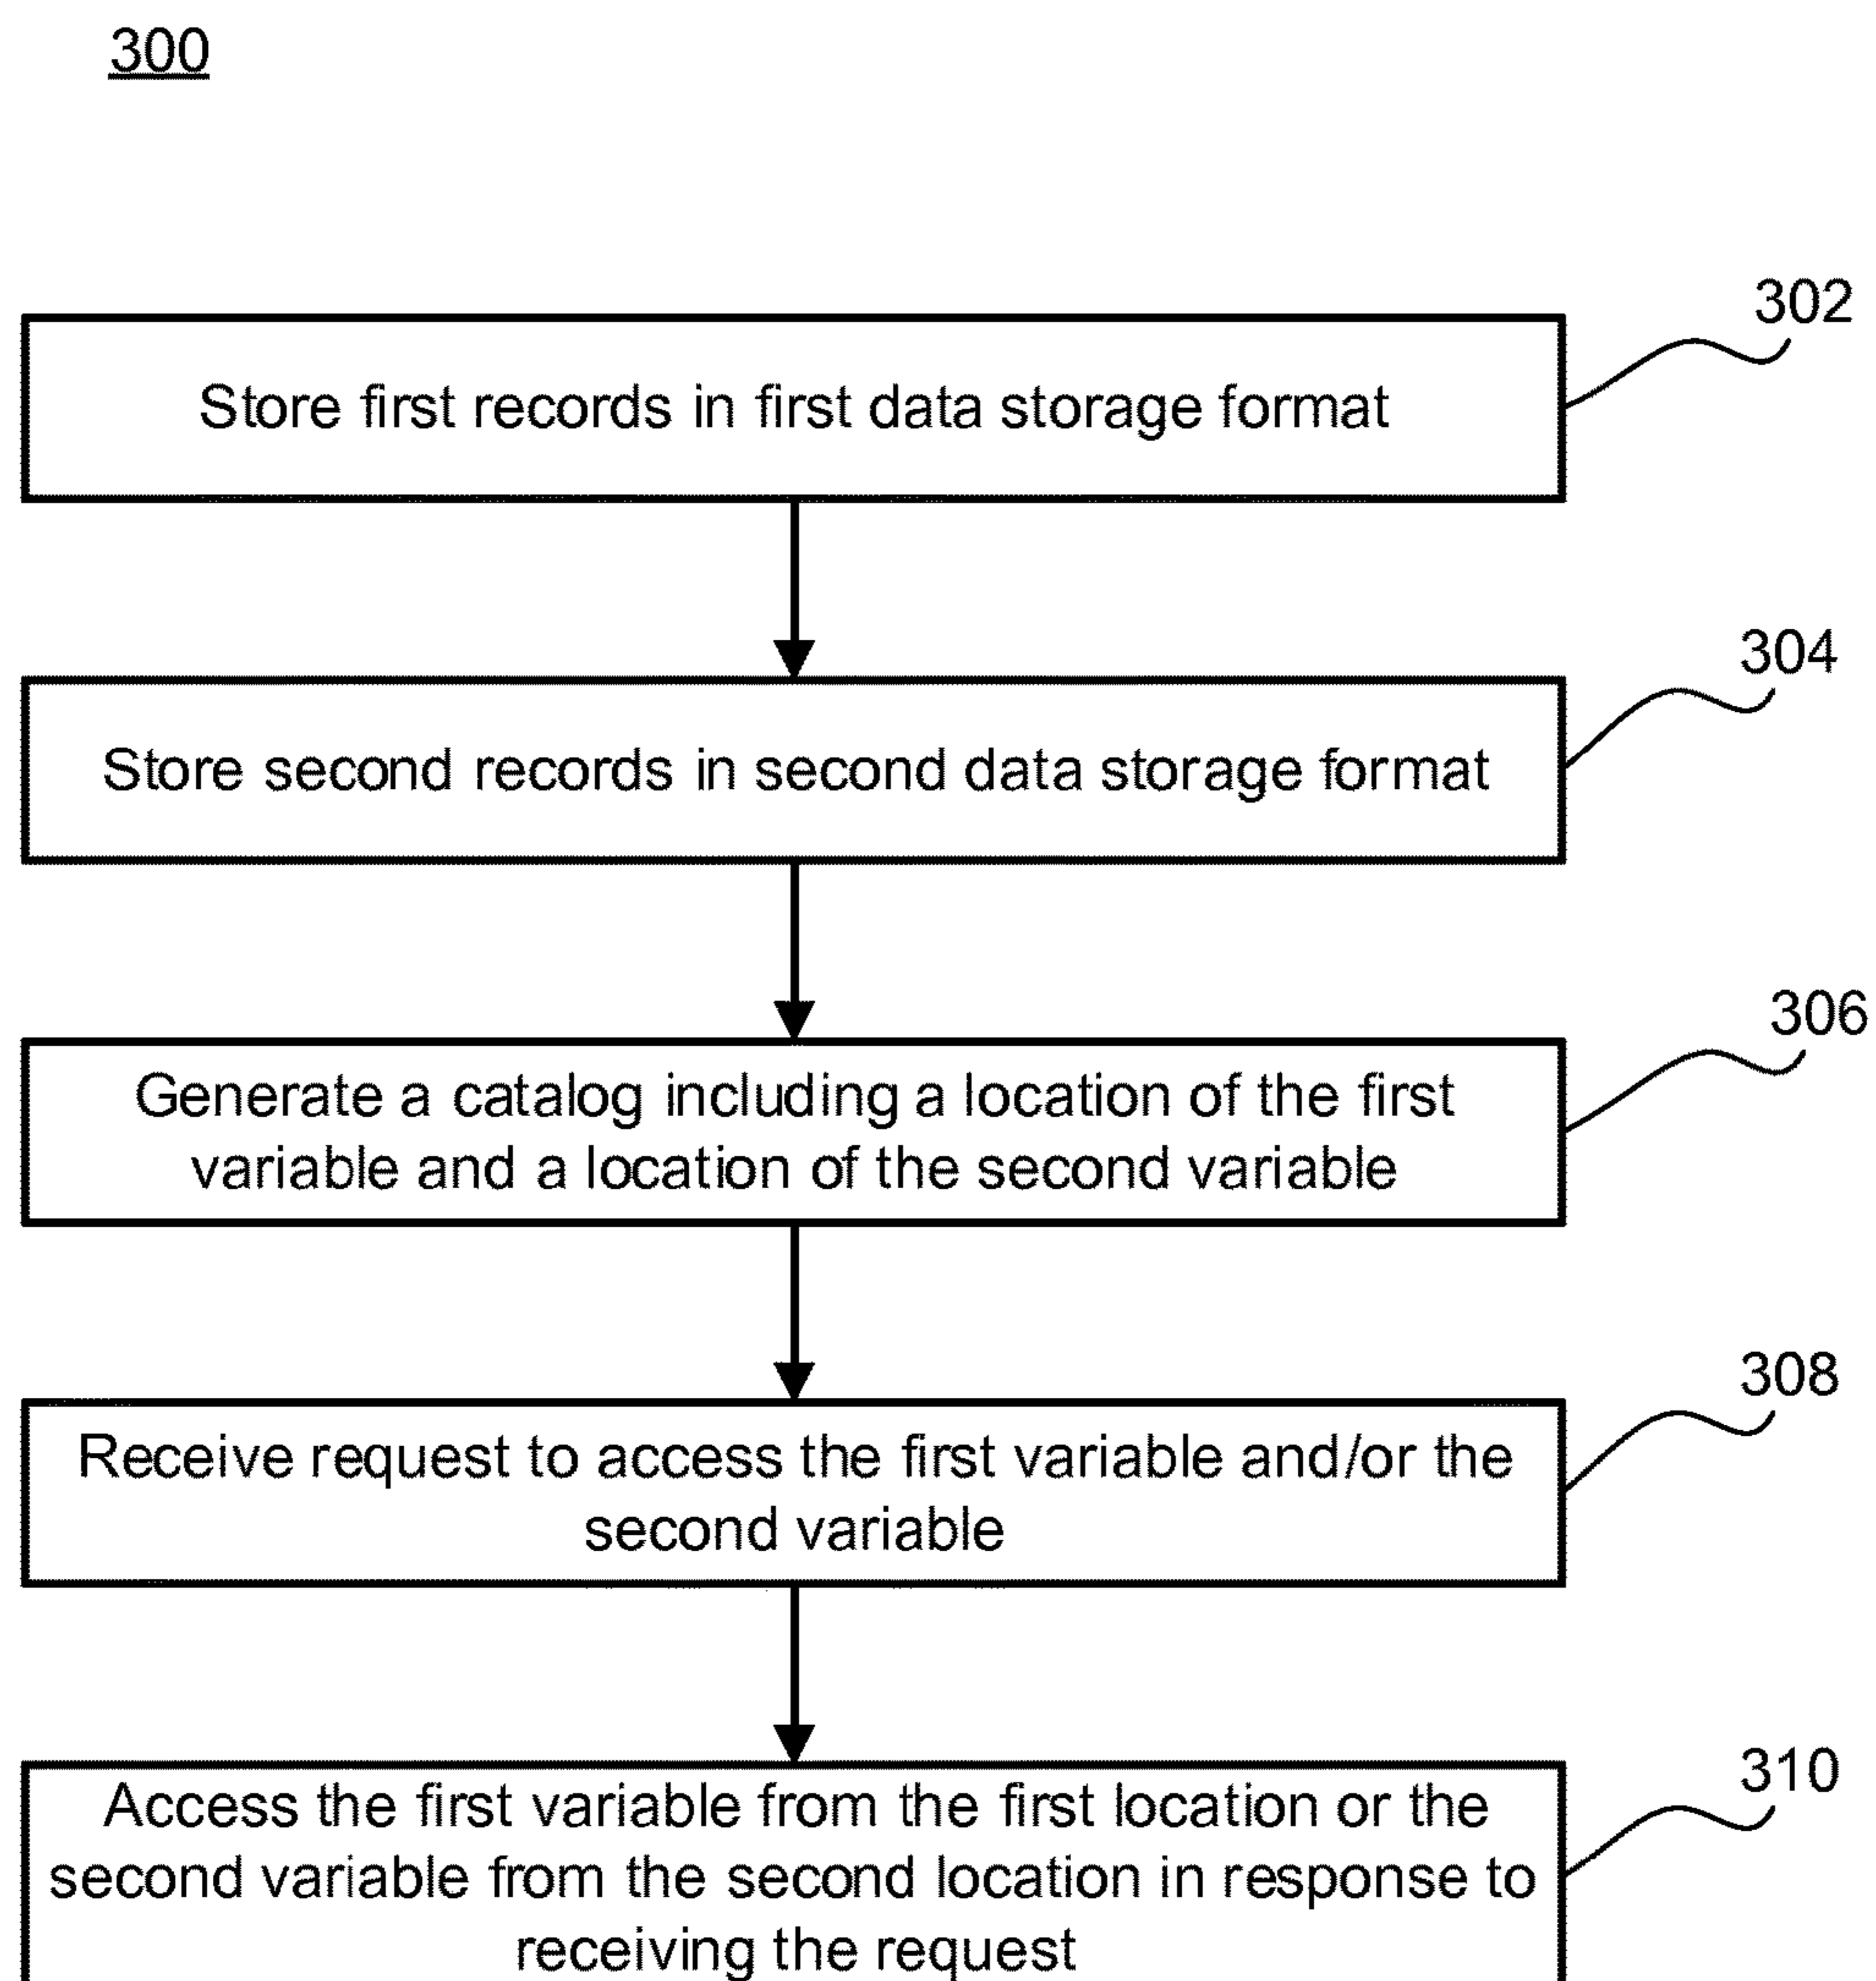 300
302
Store first records in first data storage format
304
Store second records in second data storage format
306
Generate a catalog including a location of the first
variable and a location of the second variable
308
Receive request to access the first variable and/or the
second variable
310
Access the first variable from the first location or the
second variable from the second location in response to
receiving the request